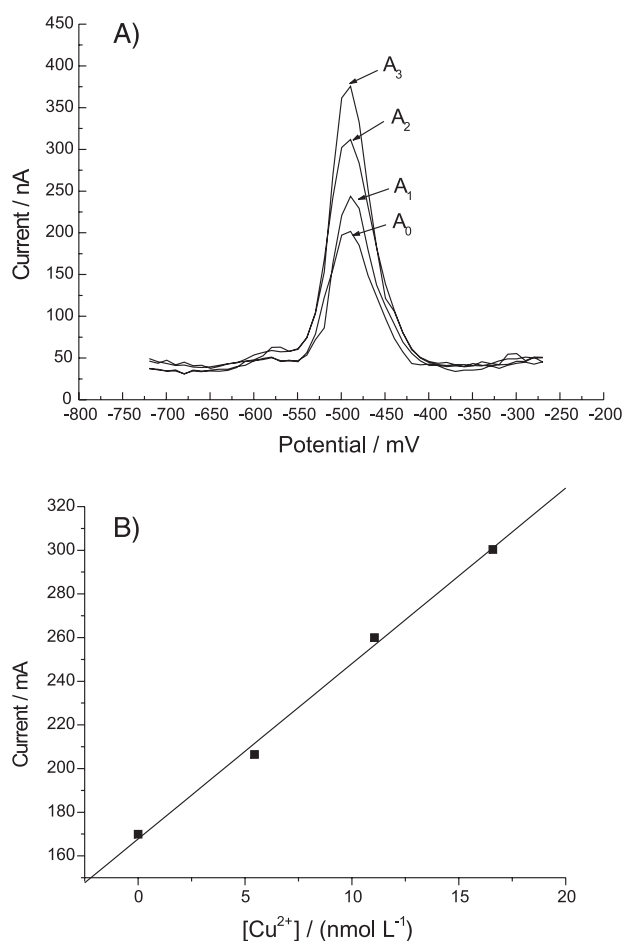 A)
400
350
300
250
200
150
100
50
0
Current / nA
A₃
A₂
A₁
A₀
-800 -750 -700 -650 -600 -550 -500 -450 -400 -350 -300 -250 -200
Potential / mV
B)
320
300
280
260
240
220
200
180
160
Current / mA
0 5 10 15 20
[Cu²⁺] / (nmol L⁻¹)